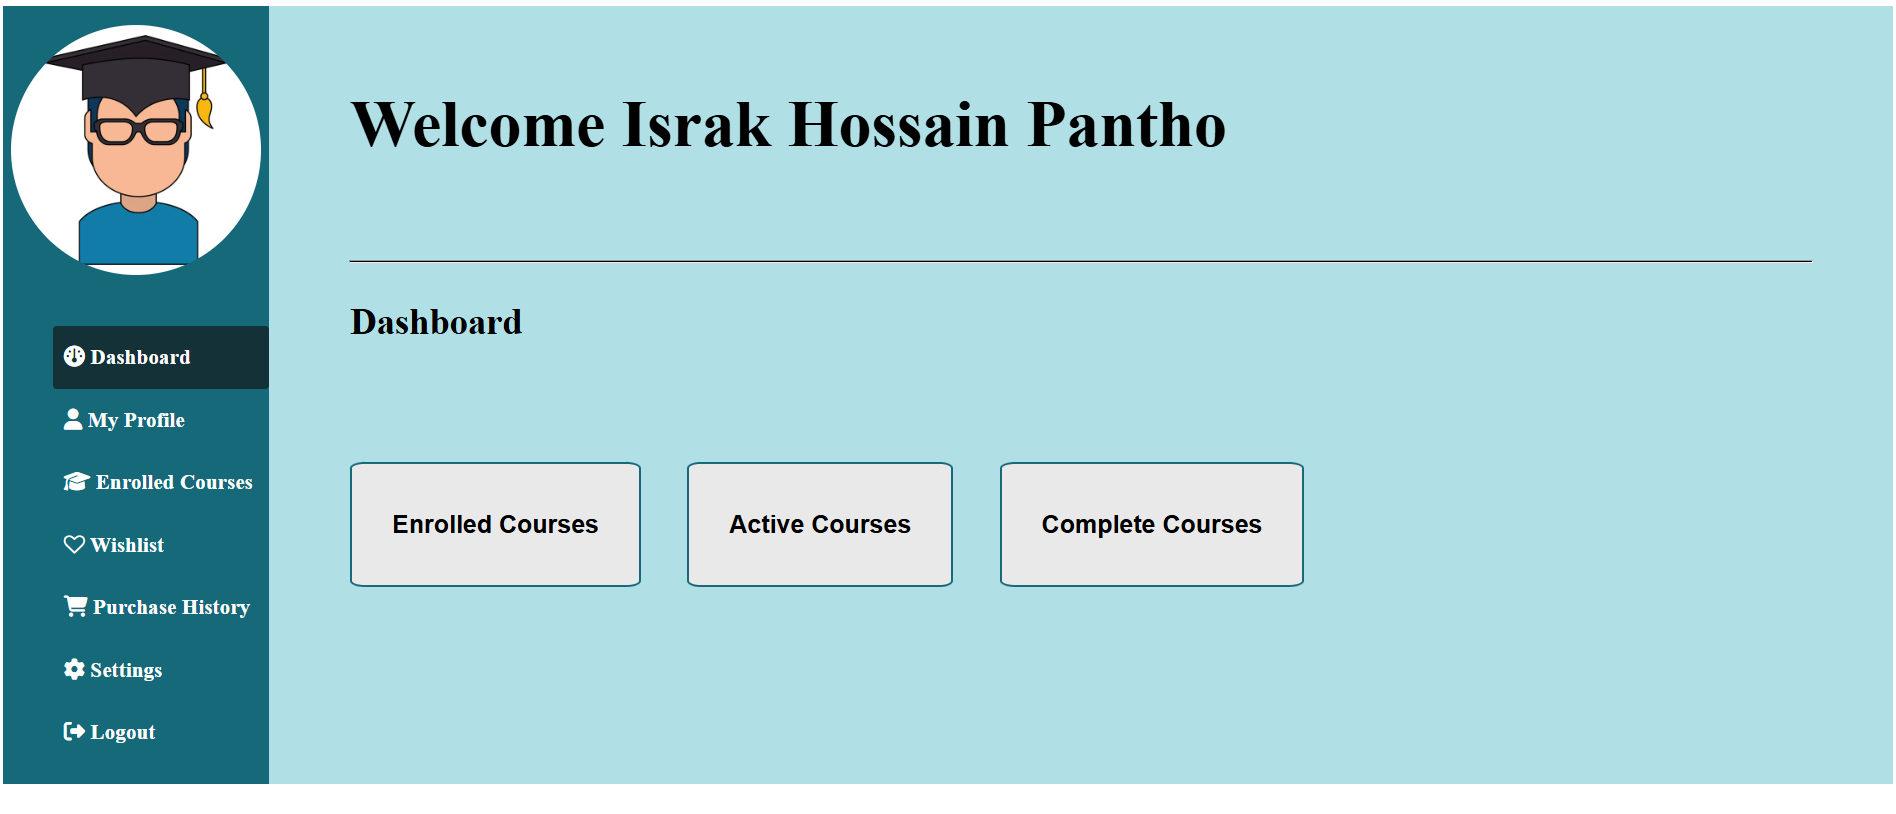 Welcome Israk Hossain Pantho
Dashboard
Dashboard
My Profile
Enrolled Courses
Wishlist
Purchase History
Settings
Logout
Enrolled Courses
Active Courses
Complete Courses